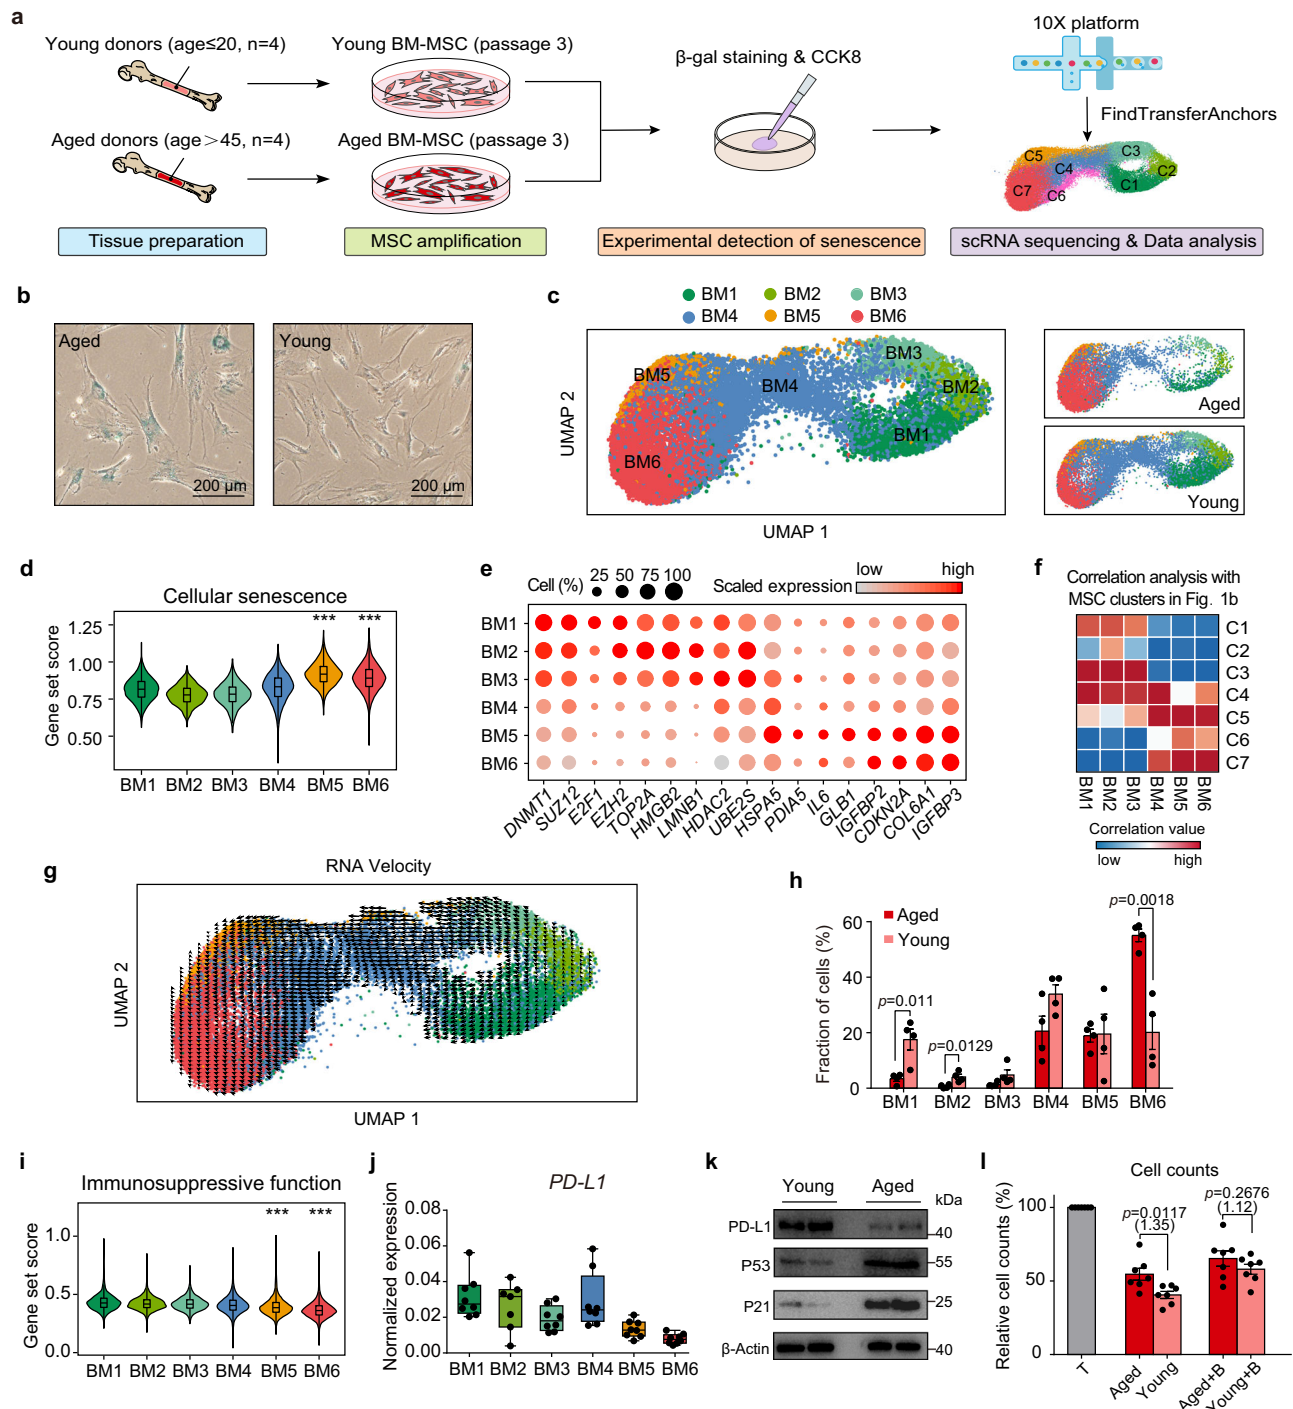 a
Young donors (age≤20, n=4)
Young BM-MSC (passage 3)
β-gal staining & CCK8
10X platform
FindTransferAnchors
Aged donors (age>45, n=4)
Aged BM-MSC (passage 3)
C5
C3
C4
C2
C7
C6
C1
Tissue preparation
MSC amplification
Experimental detection of senescence
scRNA sequencing & Data analysis
b
Aged
200 μm
Young
200 μm
c
BM1
BM2
BM3
BM4
BM5
BM6
UMAP 2
BM5
BM4
BM3
BM2
BM1
BM6
UMAP 1
Aged
Young
d
Cellular senescence
Gene set score
1.25
1.00
0.75
0.50
***
***
BM1
BM2
BM3
BM4
BM5
BM6
e
Cell (%)
25
50
75
100
Scaled expression
low
high
BM1
BM2
BM3
BM4
BM5
BM6
DNMT1
SUZ12
E2F1
EZH2
TOP2A
HMGB2
LMNB1
HDAC2
UBE2S
HSPA5
PDIA5
IL6
GLB1
IGFBP2
CDKN2A
COL6A1
IGFBP3
f
Correlation analysis with
MSC clusters in Fig. 1b
C1
C2
C3
C4
C5
C6
C7
BM1
BM2
BM3
BM4
BM5
BM6
Correlation value
low
high
g
RNA Velocity
UMAP 2
UMAP 1
h
Fraction of cells (%)
60
40
20
0
Aged
Young
p=0.011
p=0.0129
p=0.0018
BM1
BM2
BM3
BM4
BM5
BM6
i
Immunosuppressive function
Gene set score
1.0
0.5
0.0
***
***
BM1
BM2
BM3
BM4
BM5
BM6
j
PD-L1
Normalized expression
0.08
0.06
0.04
0.02
0.00
BM1
BM2
BM3
BM4
BM5
BM6
k
Young
Aged
kDa
PD-L1
40
P53
55
P21
25
β-Actin
40
l
Cell counts
Relative cell counts (%)
100
50
0
p=0.0117
(1.35)
p=0.2676
(1.12)
T
Aged
Young
Aged+B
Young+B